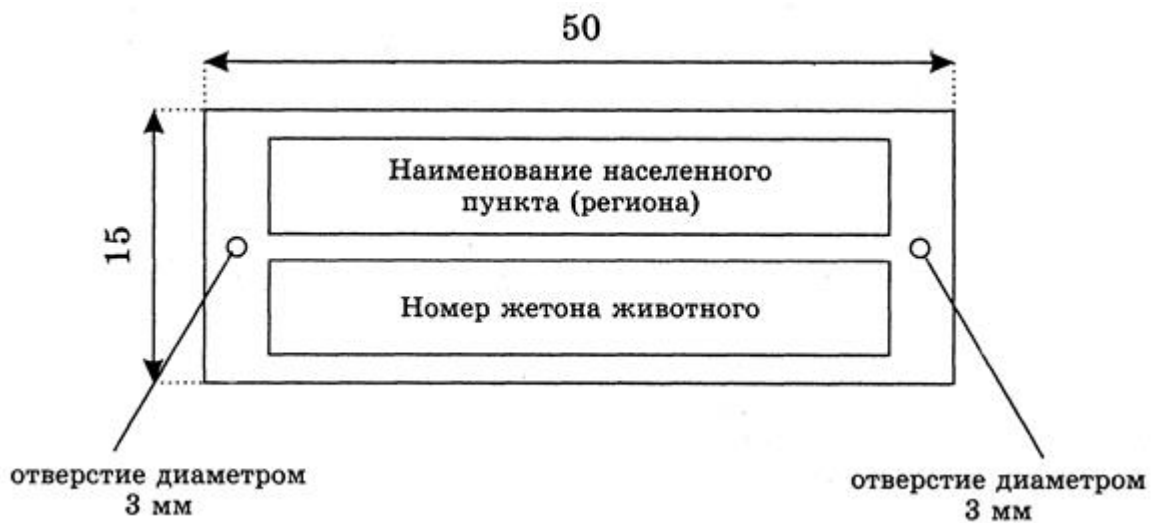 50
15
Наименование населенного
пункта (региона)
Номер жетона животного
отверстие диаметром
3 мм
отверстие диаметром
3 мм